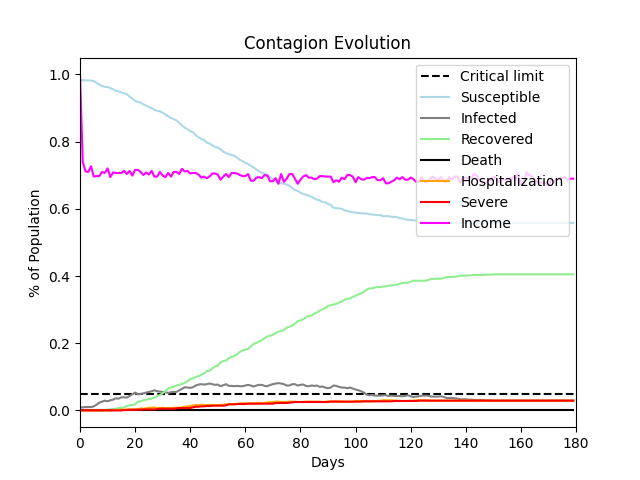 Contagion Evolution
1.0
0.8
0.6
0.4
0.2
0.0
% of Population
0 20 40 60 80 100 120 140 160 180
Days
Critical limit
Susceptible
Infected
Recovered
Death
Hospitalization
Severe
Income